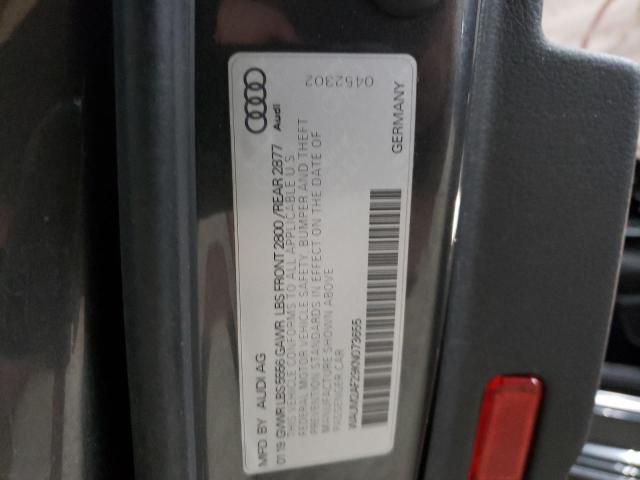 MFD BY AUDI AG
Audi
01 19 GVWR LBS 5556 GAWR LBS FRONT 2800 / REAR 2877
THIS VEHICLE CONFORMS TO ALL APPLICABLE U S
FEDERAL MOTOR VEHICLE SAFETY, BUMPER AND THEFT
PREVENTION STANDARDS IN EFFECT ON THE DATE OF
MANUFACTURE SHOWN ABOVE
PASSENGER CAR
GERMANY
0452302